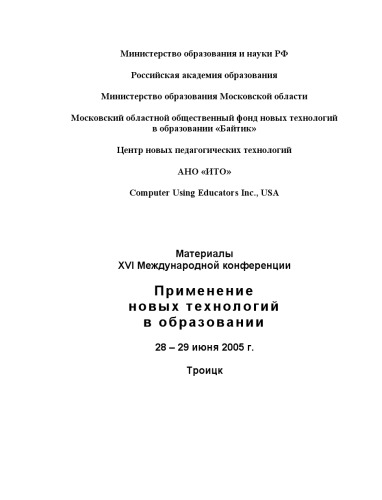 Министерство образования и науки РФ
Российская академия образования
Министерство образования Московской области
Московский областной общественный фонд новых технологий
в образовании «Байтик»
Центр новых педагогических технологий
АНО «ИТО»
Computer Using Educators Inc., USA
Материалы
XVI Международной конференции
Применение
новых технологий
в образовании
28 – 29 июня 2005 г.
Троицк